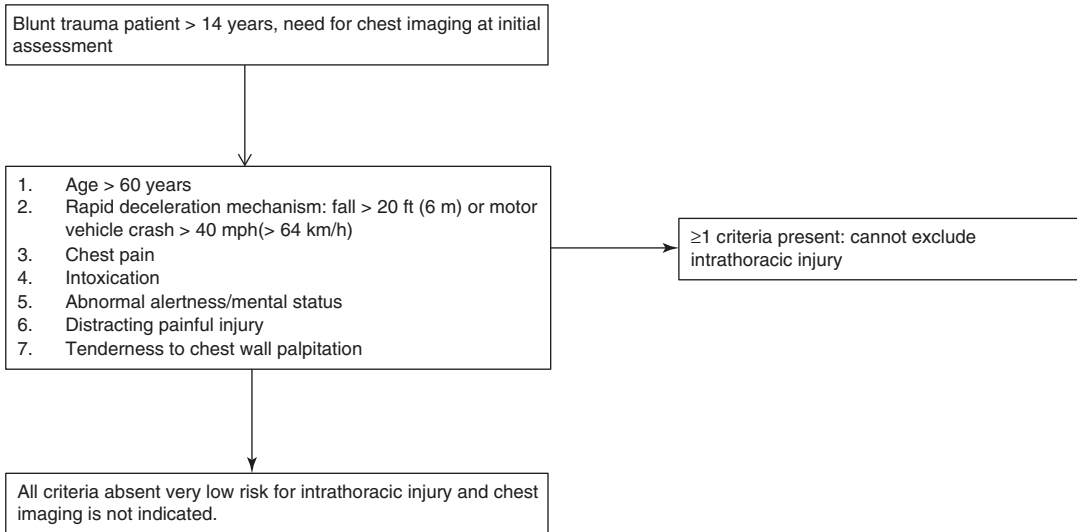 Blunt trauma patient > 14 years, need for chest imaging at initial
assessment
1. Age > 60 years
2. Rapid deceleration mechanism: fall > 20 ft (6 m) or motor
vehicle crash > 40 mph(> 64 km/h)
3. Chest pain
4. Intoxication
5. Abnormal alertness/mental status
6. Distracting painful injury
7. Tenderness to chest wall palpitation
≥1 criteria present: cannot exclude
intrathoracic injury
All criteria absent very low risk for intrathoracic injury and chest
imaging is not indicated.